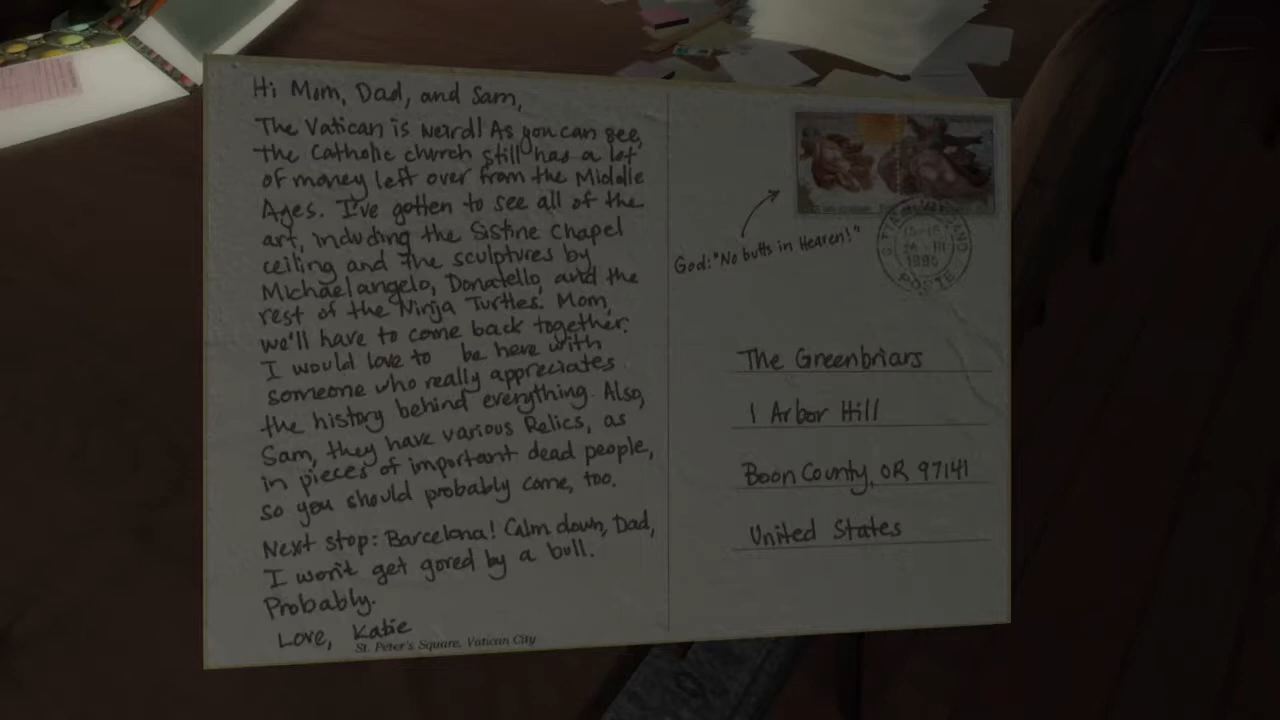 Hi Mom, Dad, and Sam,
The Vatican is weird! As you can see,
the Catholic church still has a lot
of money left over from the Middle
Ages. I've gotten to see all of the
art, including the Sistine Chapel
ceiling and the sculptures by
Michaelangelo, Donatello, and the
rest of the Ninja Turtles. Mom,
we'll have to come back together.
I would love to be here with
someone who really appreciates
the history behind everything. Also,
Sam, they have various Relics, as
in pieces of important dead people,
so you should probably come, too.
Next stop: Barcelona! Calm down, Dad,
I won't get gored by a bull.
Probably.
Love, Katie
St. Peter's Square, Vatican City
God: "No butts in Heaven!"
POSTE
The Greenbriars
1 Arbor Hill
Boon County, OR 97141
United States